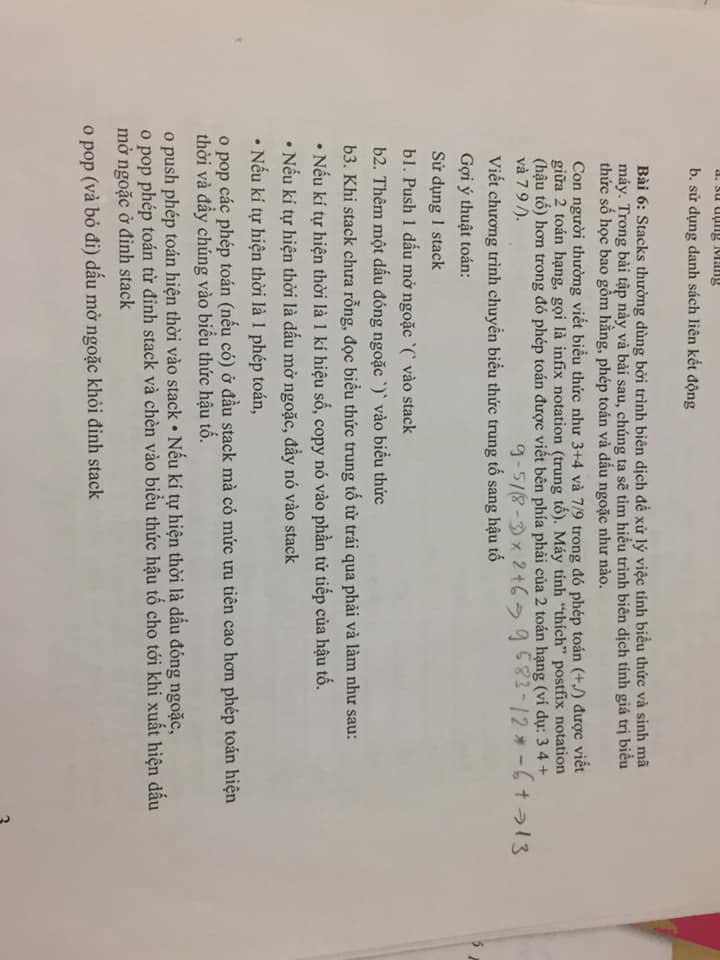 a. sử dụng Mảng
b. sử dụng danh sách liên kết động
Bài 6: Stacks thường dùng bởi trình biên dịch để xử lý việc tính biểu thức và sinh mã
máy. Trong bài tập này và bài sau, chúng ta sẽ tìm hiểu trình biên dịch tính giá trị biểu
thức số học bao gồm hằng, phép toán và dấu ngoặc như nào.
Con người thường viết biểu thức như 3+4 và 7/9 trong đó phép toán (+,/) được viết
giữa 2 toán hạng, gọi là infix notation (trung tố). Máy tính “thích” postfix notation
(hậu tố) hơn trong đó phép toán được viết bên phía phải của 2 toán hạng (ví dụ: 3 4 +
và 7 9 /).
9-5/(8-3)×2+6 => 9 5 8 3 - / 2 * - 6 + -> 13
Viết chương trình chuyển biểu thức trung tố sang hậu tố
Gợi ý thuật toán:
Sử dụng 1 stack
b1. Push 1 dấu mở ngoặc `(` vào stack
b2. Thêm một dấu đóng ngoặc `)` vào biểu thức
b3. Khi stack chưa rỗng, đọc biểu thức trung tố từ trái qua phải và làm như sau:
• Nếu kí tự hiện thời là 1 kí hiệu số, copy nó vào phần tử tiếp của hậu tố.
• Nếu kí tự hiện thời là dấu mở ngoặc, đẩy nó vào stack
• Nếu kí tự hiện thời là 1 phép toán,
o pop các phép toán (nếu có) ở đầu stack mà có mức ưu tiên cao hơn phép toán hiện
thời và đẩy chúng vào biểu thức hậu tố.
o push phép toán hiện thời vào stack • Nếu kí tự hiện thời là dấu đóng ngoặc,
o pop phép toán từ đỉnh stack và chèn vào biểu thức hậu tố cho tới khi xuất hiện dấu
mở ngoặc ở đỉnh stack
o pop (và bỏ đi) dấu mở ngoặc khỏi đỉnh stack
3